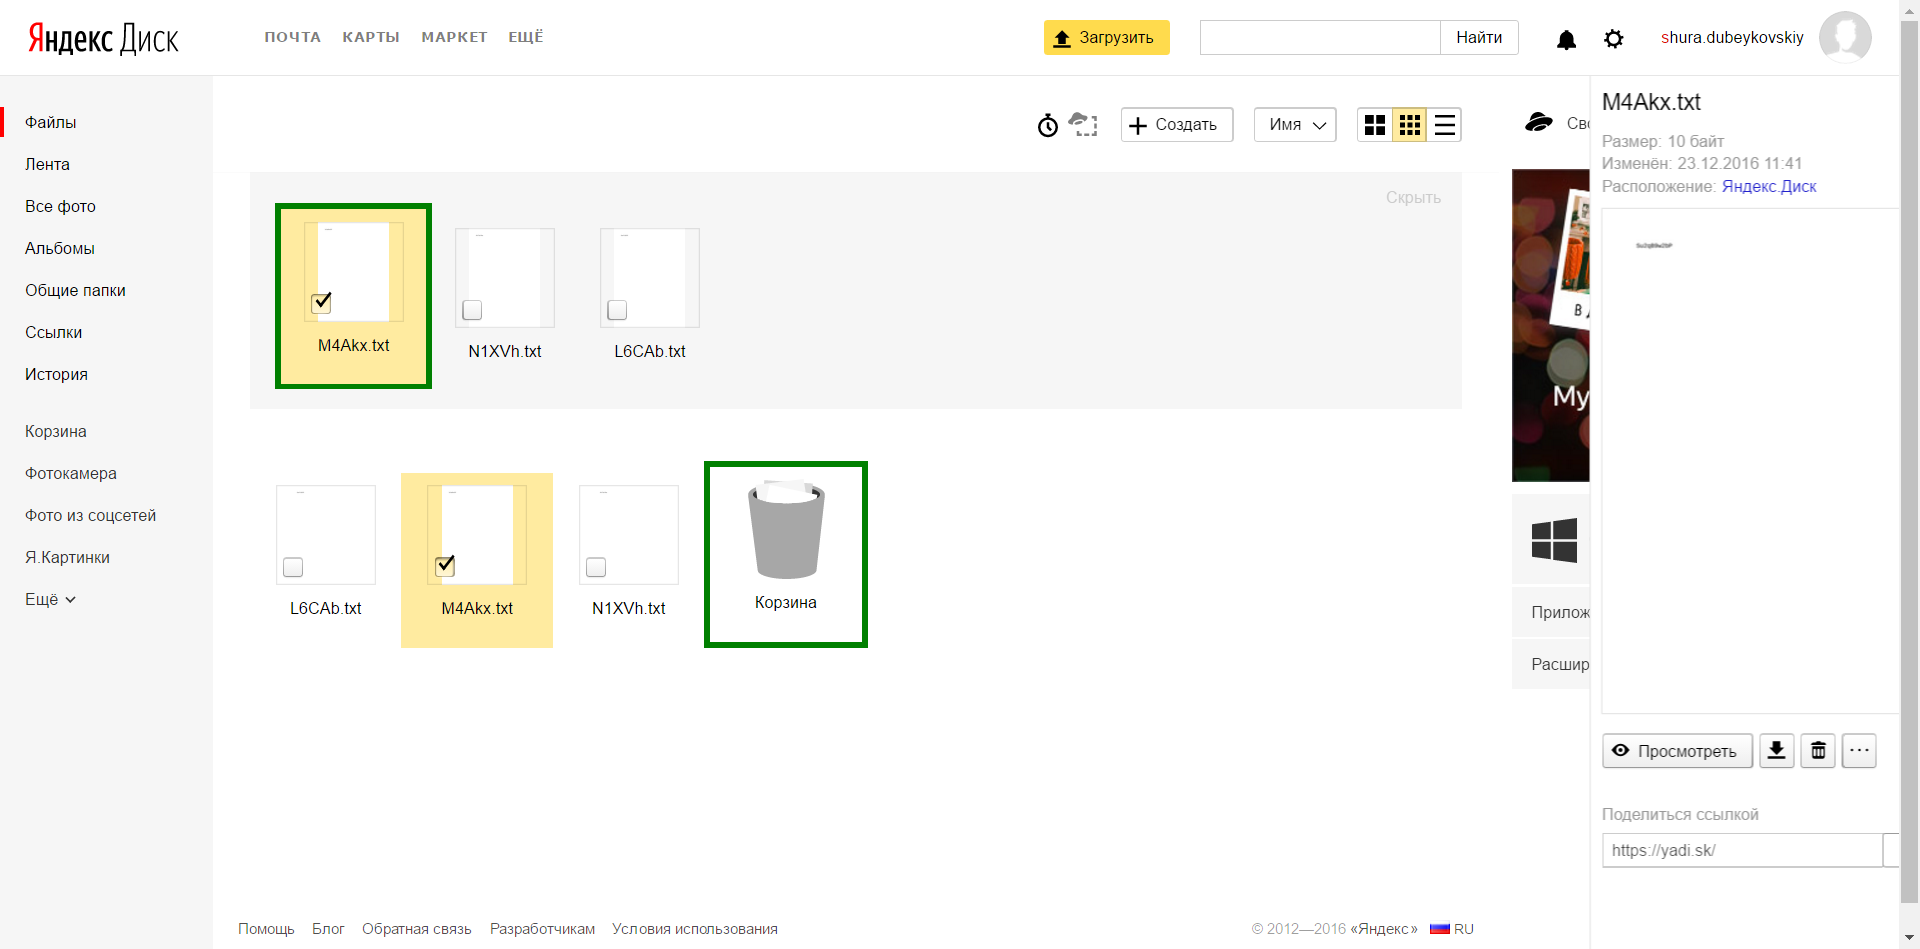 Яндекс Диск
ПОЧТА КАРТЫ МАРКЕТ ЕЩЁ
Загрузить
Найти
shura.dubeykovskiy
Файлы
Лента
Все фото
Альбомы
Общие папки
Ссылки
История
Корзина
Фотокамера
Фото из соцсетей
Я.Картинки
Ещё
Создать
Имя
Скрыть
M4Akx.txt
N1XVh.txt
L6CAb.txt
L6CAb.txt
M4Akx.txt
N1XVh.txt
Корзина
Сво
В Д
Му
Прилож
Расшир
M4Akx.txt
Размер: 10 байт
Изменён: 23.12.2016 11:41
Расположение: Яндекс.Диск
Просмотреть
Поделиться ссылкой
https://yadi.sk/
Помощь Блог Обратная связь Разработчикам Условия использования
© 2012—2016 «Яндекс» RU